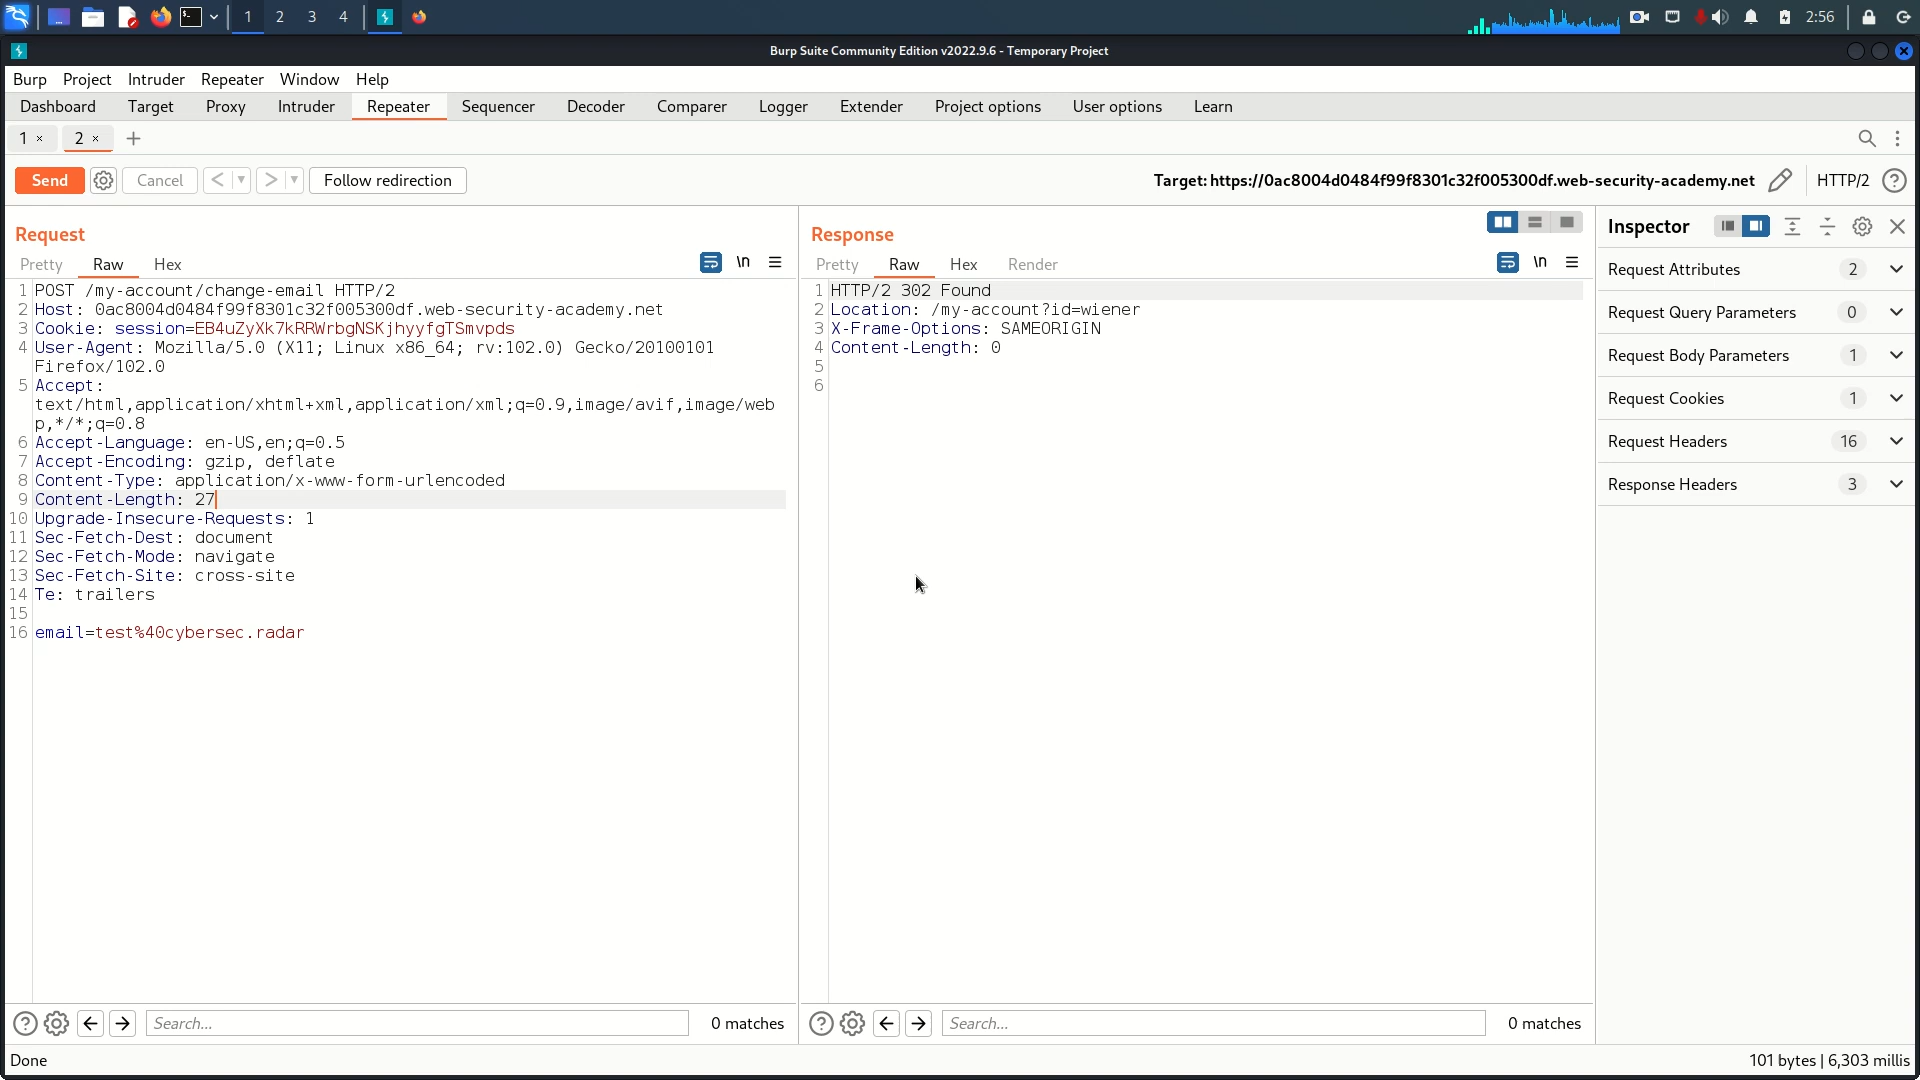 1 2 3 4 2:56
Burp Suite Community Edition v2022.9.6 - Temporary Project
Burp Project Intruder Repeater Window Help
Dashboard Target Proxy Intruder Repeater Sequencer Decoder Comparer Logger Extender Project options User options Learn
1 × 2 × +
Send Cancel < > Follow redirection Target: https://0ac8004d0484f99f8301c32f005300df.web-security-academy.net HTTP/2 ?
Request
Pretty Raw Hex \n
1 POST /my-account/change-email HTTP/2
2 Host: 0ac8004d0484f99f8301c32f005300df.web-security-academy.net
3 Cookie: session=EB4uZyXk7kRRWrbgNSKjhyyfgTSmvpds
4 User-Agent: Mozilla/5.0 (X11; Linux x86_64; rv:102.0) Gecko/20100101
Firefox/102.0
5 Accept:
text/html,application/xhtml+xml,application/xml;q=0.9,image/avif,image/web
p,*/*;q=0.8
6 Accept-Language: en-US,en;q=0.5
7 Accept-Encoding: gzip, deflate
8 Content-Type: application/x-www-form-urlencoded
9 Content-Length: 27
10 Upgrade-Insecure-Requests: 1
11 Sec-Fetch-Dest: document
12 Sec-Fetch-Mode: navigate
13 Sec-Fetch-Site: cross-site
14 Te: trailers
15
16 email=test%40cybersec.radar
? Search... 0 matches
Response
Pretty Raw Hex Render \n
1 HTTP/2 302 Found
2 Location: /my-account?id=wiener
3 X-Frame-Options: SAMEORIGIN
4 Content-Length: 0
5
6
? Search... 0 matches
Inspector
Request Attributes 2
Request Query Parameters 0
Request Body Parameters 1
Request Cookies 1
Request Headers 16
Response Headers 3
Done 101 bytes | 6,303 millis